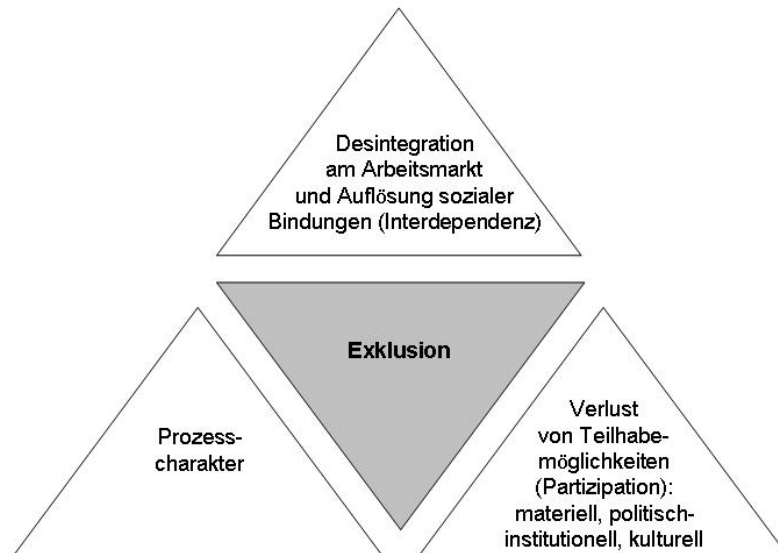 Desintegration
am Arbeitsmarkt
und Auflösung sozialer
Bindungen (Interdependenz)
Exklusion
Prozess-
charakter
Verlust
von Teilhabe-
möglichkeiten
(Partizipation):
materiell, politisch-
institutionell, kulturell